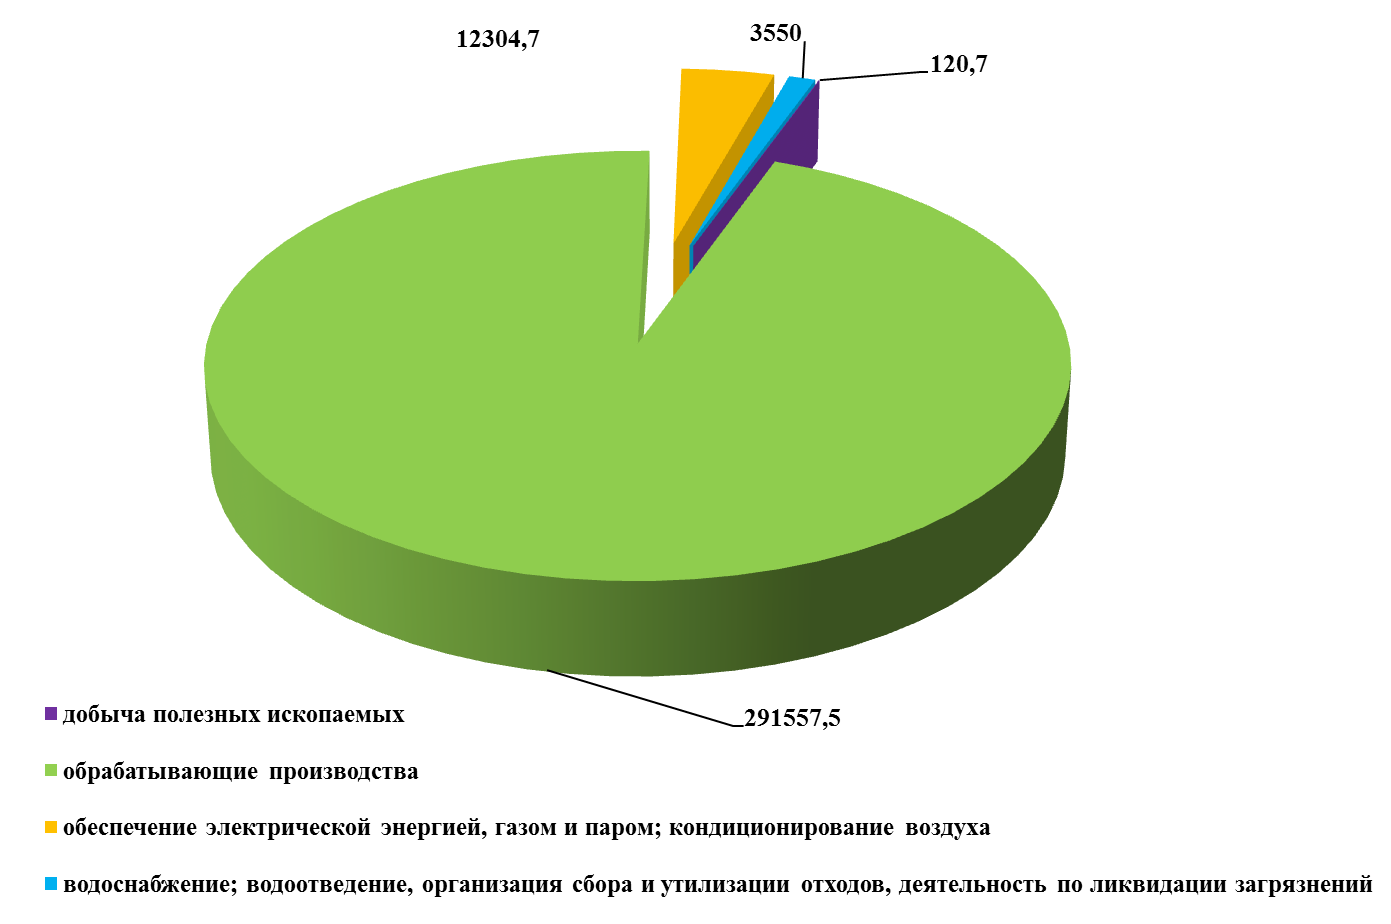 12304,7
3550
120,7
291557,5
добыча полезных ископаемых
обрабатывающие производства
обеспечение электрической энергией, газом и паром; кондиционирование воздуха
водоснабжение; водоотведение, организация сбора и утилизации отходов, деятельность по ликвидации загрязнений